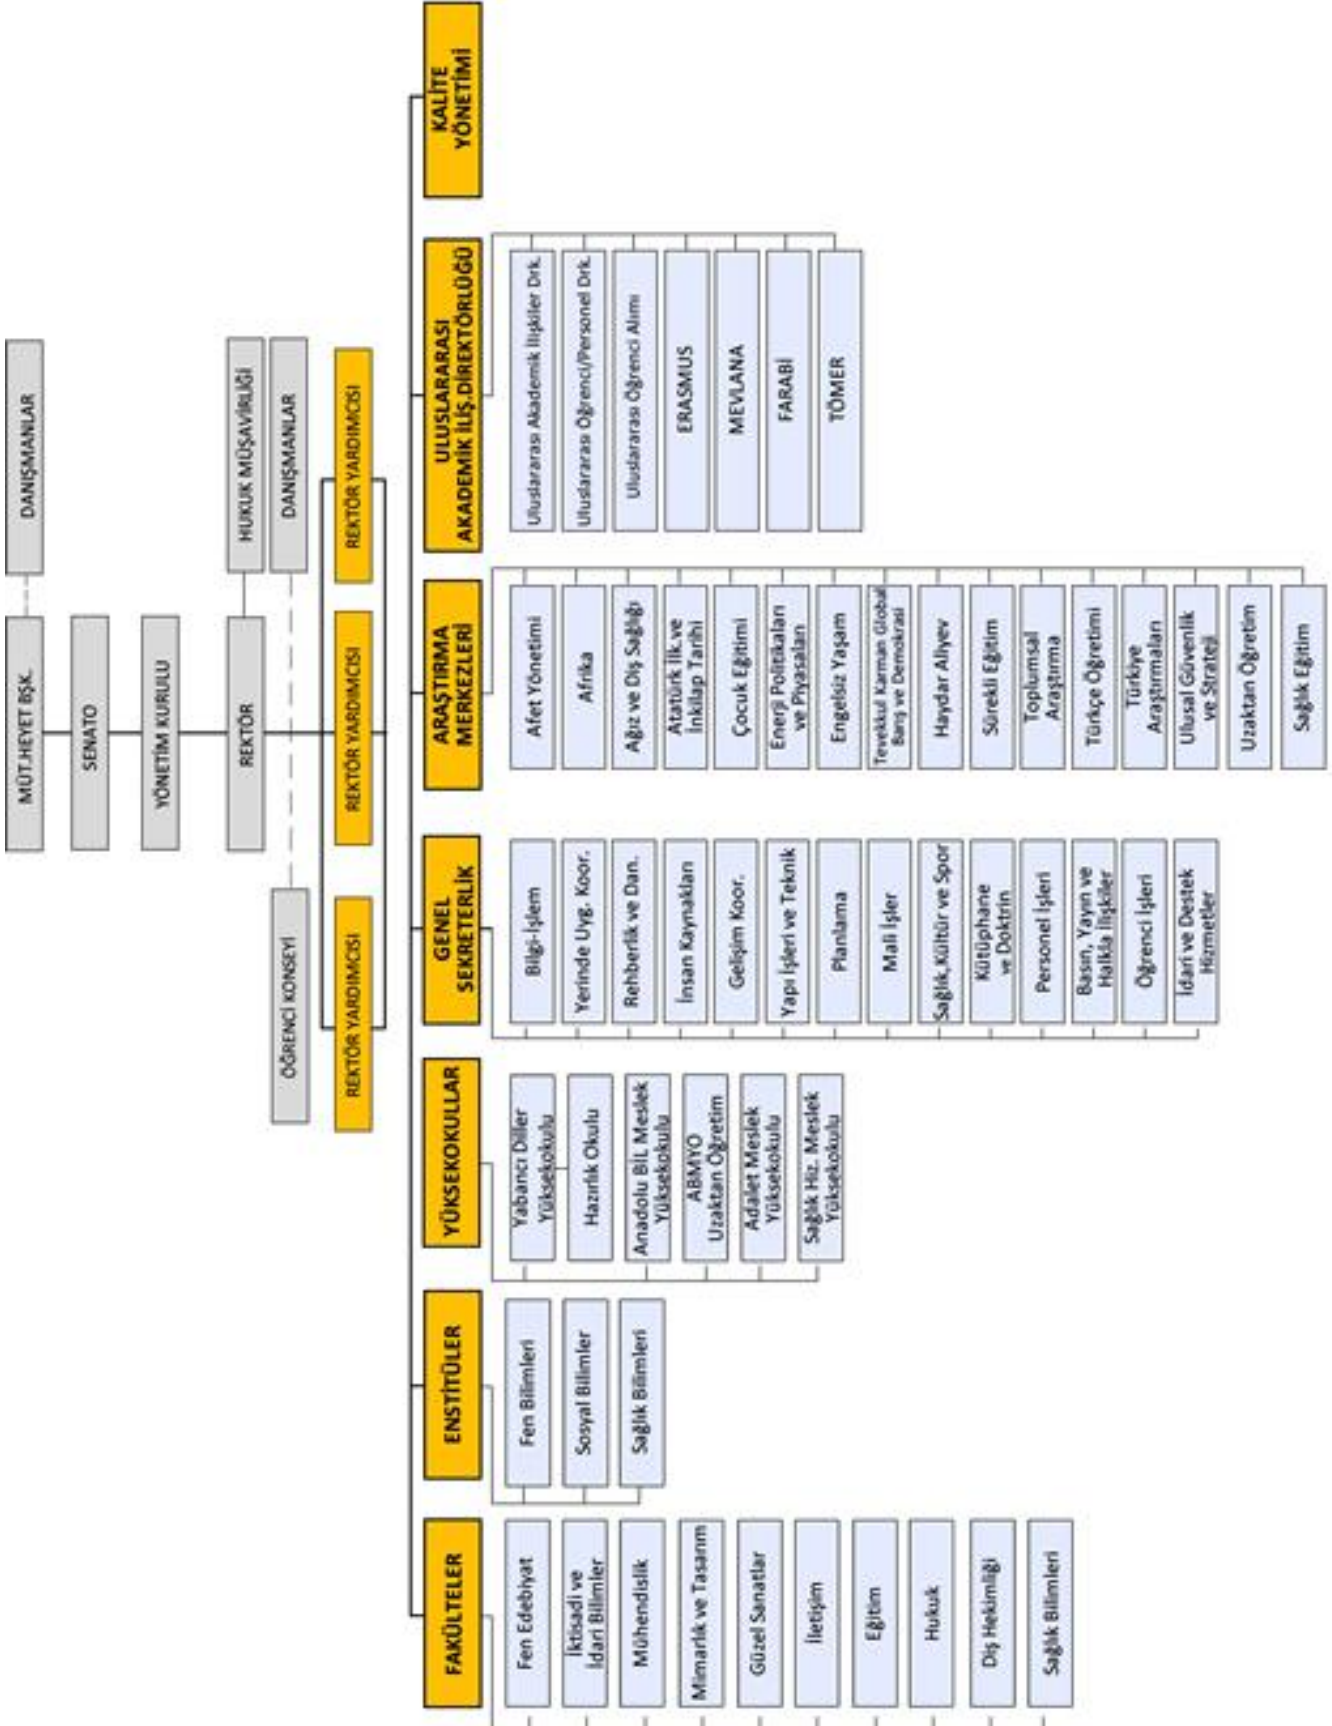 MÜT.HEYET BŞK.
DANIŞMANLAR
SENATO
YÖNETİM KURULU
REKTÖR
HUKUK MÜŞAVİRLİĞİ
ÖĞRENCİ KONSEYİ
DANIŞMANLAR
REKTÖR YARDIMCISI
REKTÖR YARDIMCISI
REKTÖR YARDIMCISI
FAKÜLTELER
Fen Edebiyat
İktisadi ve
İdari Bilimler
Mühendislik
Mimarlık ve Tasarım
Güzel Sanatlar
İletişim
Eğitim
Hukuk
Diş Hekimliği
Sağlık Bilimleri
ENSTİTÜLER
Fen Bilimleri
Sosyal Bilimler
Sağlık Bilimleri
YÜKSEKOKULLAR
Yabancı Diller
Yüksekokulu
Hazırlık Okulu
Anadolu BİL Meslek
Yüksekokulu
ABMYO
Uzaktan Öğretim
Adalet Meslek
Yüksekokulu
Sağlık Hiz. Meslek
Yüksekokulu
GENEL
SEKRETERLİK
Bilgi-İşlem
Yerinde Uyg. Koor.
Rehberlik ve Dan.
İnsan Kaynakları
Gelişim Koor.
Yapı İşleri ve Teknik
Planlama
Mali İşler
Sağlık,Kültür ve Spor
Kütüphane
ve Doktrin
Personel İşleri
Basın, Yayın ve
Halkla İlişkiler
Öğrenci İşleri
İdari ve Destek
Hizmetler
ARAŞTIRMA
MERKEZLERİ
Afet Yönetimi
Afrika
Ağız ve Diş Sağlığı
Atatürk İlk. ve
İnkilap Tarihi
Çocuk Eğitimi
Enerji Politikaları
ve Piyasaları
Engelsiz Yaşam
Tevekkul Karman Global
Barış ve Demokrasi
Haydar Aliyev
Sürekli Eğitim
Toplumsal
Araştırma
Türkçe Öğretimi
Türkiye
Araştırmaları
Ulusal Güvenlik
ve Strateji
Uzaktan Öğretim
Sağlık Eğitim
ULUSLARARASI
AKADEMİK İLİŞ.DİREKTÖRLÜĞÜ
Uluslararası Akademik İlişkiler Drk.
Uluslararası Öğrenci/Personel Drk.
Uluslararası Öğrenci Alımı
ERASMUS
MEVLANA
FARABİ
TÖMER
KALİTE
YÖNETİMİ